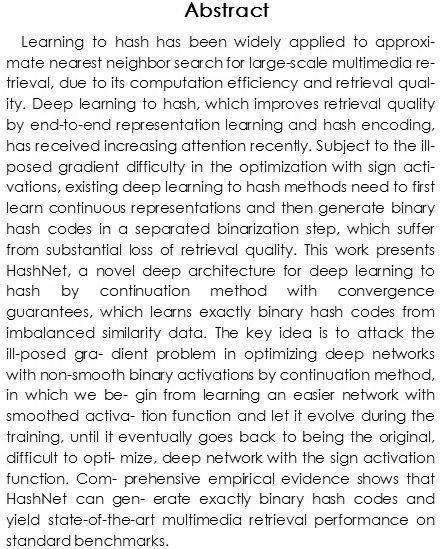 Abstract
Learning to hash has been widely applied to approxi-
mate nearest neighbor search for large-scale multimedia re-
trieval, due to its computation efficiency and retrieval qual-
ity. Deep learning to hash, which improves retrieval quality
by end-to-end representation learning and hash encoding,
has received increasing attention recently. Subject to the ill-
posed gradient difficulty in the optimization with sign acti-
vations, existing deep learning to hash methods need to first
learn continuous representations and then generate binary
hash codes in a separated binarization step, which suffer
from substantial loss of retrieval quality. This work presents
HashNet, a novel deep architecture for deep learning to
hash by continuation method with convergence
guarantees, which learns exactly binary hash codes from
imbalanced similarity data. The key idea is to attack the
ill-posed gra- dient problem in optimizing deep networks
with non-smooth binary activations by continuation method,
in which we be- gin from learning an easier network with
smoothed activa- tion function and let it evolve during the
training, until it eventually goes back to being the original,
difficult to opti- mize, deep network with the sign activation
function. Com- prehensive empirical evidence shows that
HashNet can gen- erate exactly binary hash codes and
yield state-of-the-art multimedia retrieval performance on
standard benchmarks.